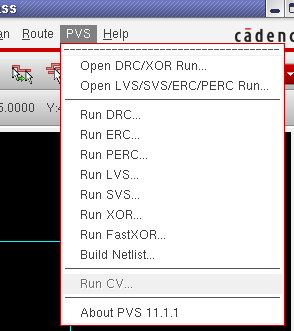 ss
an Route PVS Help
cādenc
5.0000 Y:4
Open DRC/XOR Run...
Open LVS/SVS/ERC/PERC Run...
Run DRC...
Run ERC...
Run PERC...
Run LVS...
Run SVS...
Run XOR...
Run FastXOR...
Build Netlist...
Run CV...
About PVS 11.1.1